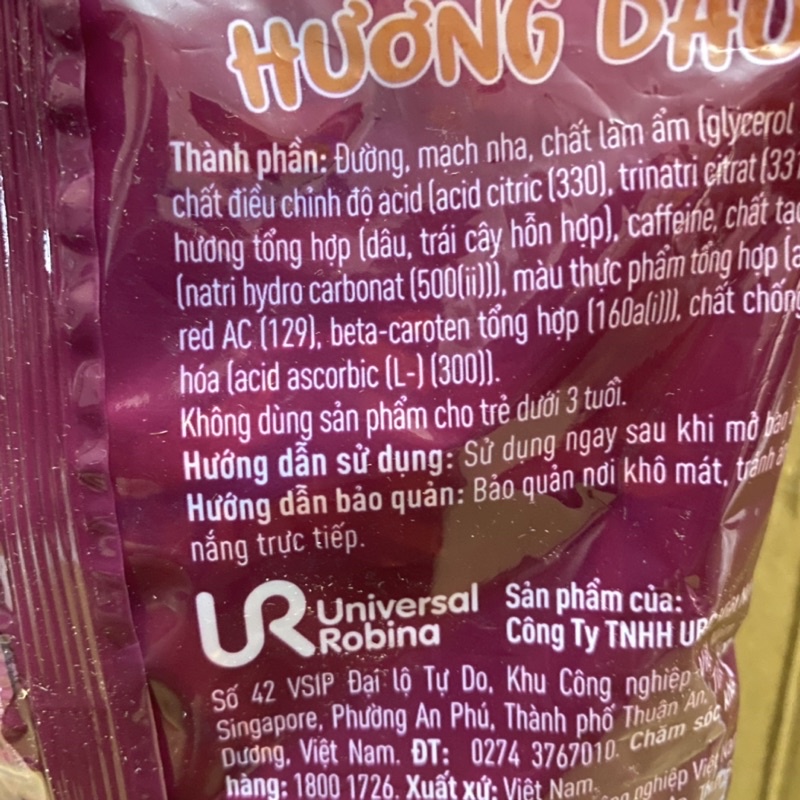 HƯƠNG DÂU
Thành phần: Đường, mạch nha, chất làm ẩm (glycerol
chất điều chỉnh độ acid (acid citric (330), trinatri citrat (331
hương tổng hợp (dâu, trái cây hỗn hợp), caffeine, chất tạo
(natri hydro carbonat (500(ii))), màu thực phẩm tổng hợp (a
red AC (129), beta-caroten tổng hợp (160a(i))), chất chống
hóa (acid ascorbic (L-) (300)).
Không dùng sản phẩm cho trẻ dưới 3 tuổi.
Hướng dẫn sử dụng: Sử dụng ngay sau khi mở bao
Hướng dẫn bảo quản: Bảo quản nơi khô mát, tránh
nắng trực tiếp.
UR Universal Robina
Sản phẩm của:
Công Ty TNHH URC
Số 42 VSIP Đại lộ Tự Do, Khu Công nghiệp
Singapore, Phường An Phú, Thành phố Thuận An,
Dương, Việt Nam. ĐT: 0274 3767010. Chăm sóc
hàng: 1800 1726. Xuất xứ: Việt Nam.